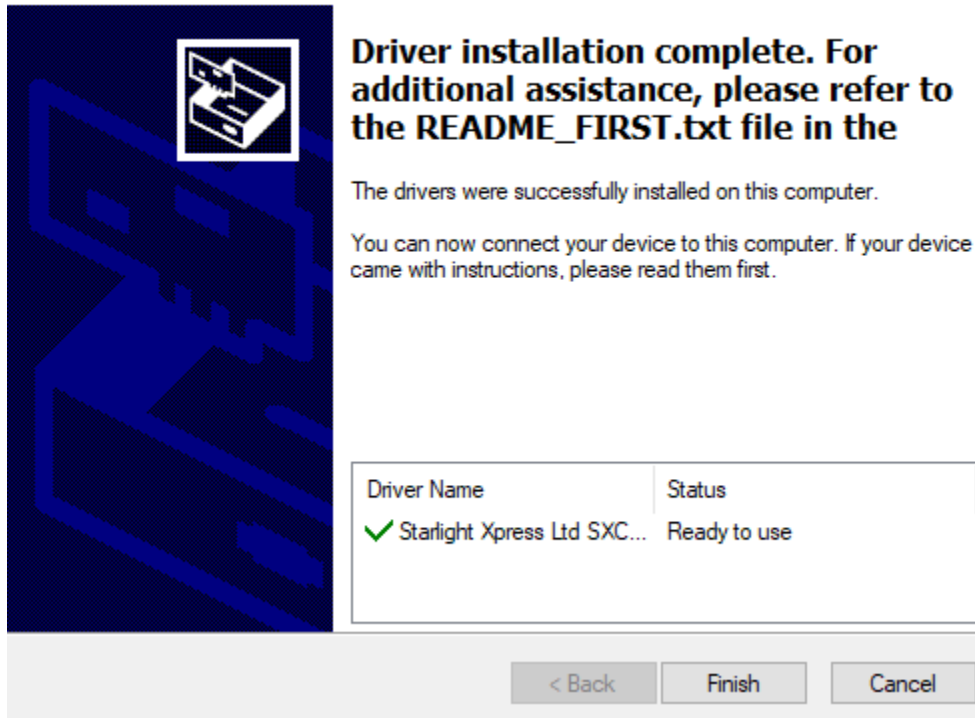 Driver installation complete. For
additional assistance, please refer to
the README_FIRST.txt file in the
The drivers were successfully installed on this computer.
You can now connect your device to this computer. If your device
came with instructions, please read them first.
Driver Name Status
Starlight Xpress Ltd SXC... Ready to use
< Back Finish Cancel